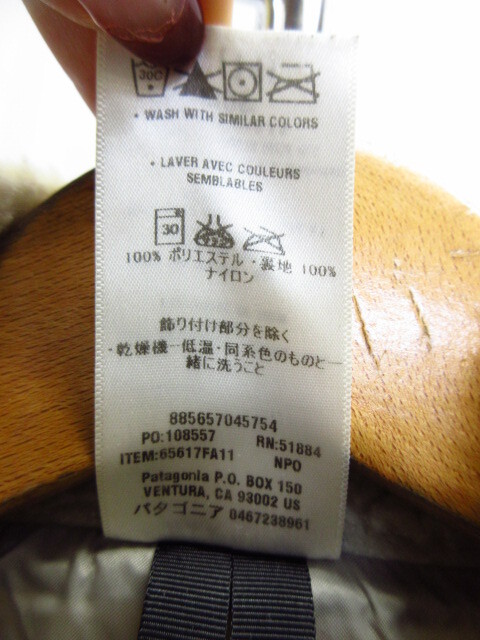 30C
• WASH WITH SIMILAR COLORS
• LAVER AVEC COULEURS
SEMBLABLES
30
100% ポリエステル・裏地 100%
ナイロン
飾り付け部分を除く
・乾燥機―低温・同系色のものと一
緒に洗うこと
885657045754
PO:108557 RN:51884
ITEM:65617FA11 NPO
Patagonia P.O. BOX 150
VENTURA, CA 93002 US
パタゴニア 0467238961